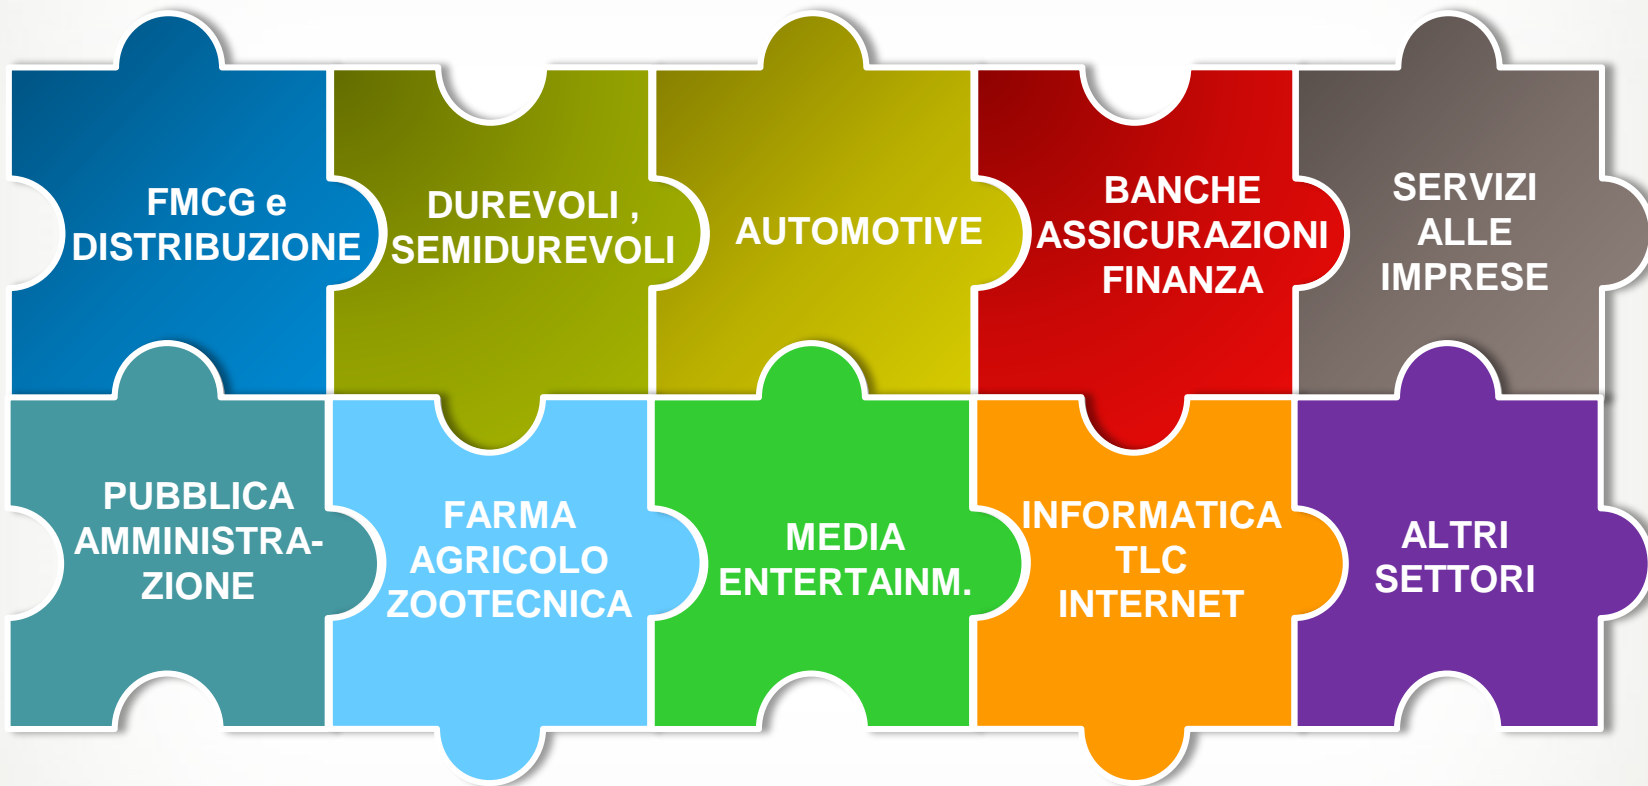 FMCG e
DISTRIBUZIONE
DUREVOLI ,
SEMIDUREVOLI
AUTOMOTIVE
BANCHE
ASSICURAZIONI
FINANZA
SERVIZI
ALLE
IMPRESE
PUBBLICA
AMMINISTRA-
ZIONE
FARMA
AGRICOLO
ZOOTECNICA
MEDIA
ENTERTAINM.
INFORMATICA
TLC
INTERNET
ALTRI
SETTORI